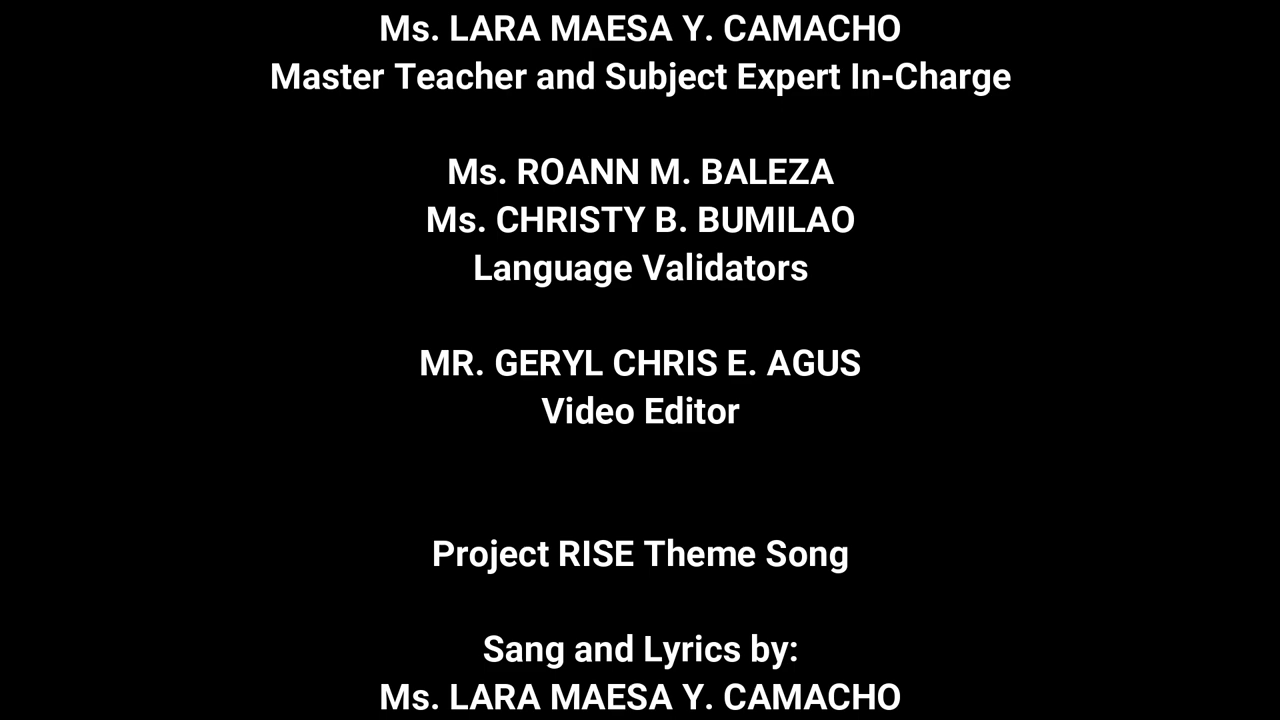 Ms. LARA MAESA Y. CAMACHO
Master Teacher and Subject Expert In-Charge
Ms. ROANN M. BALEZA
Ms. CHRISTY B. BUMILAO
Language Validators
MR. GERYL CHRIS E. AGUS
Video Editor
Project RISE Theme Song
Sang and Lyrics by:
Ms. LARA MAESA Y. CAMACHO